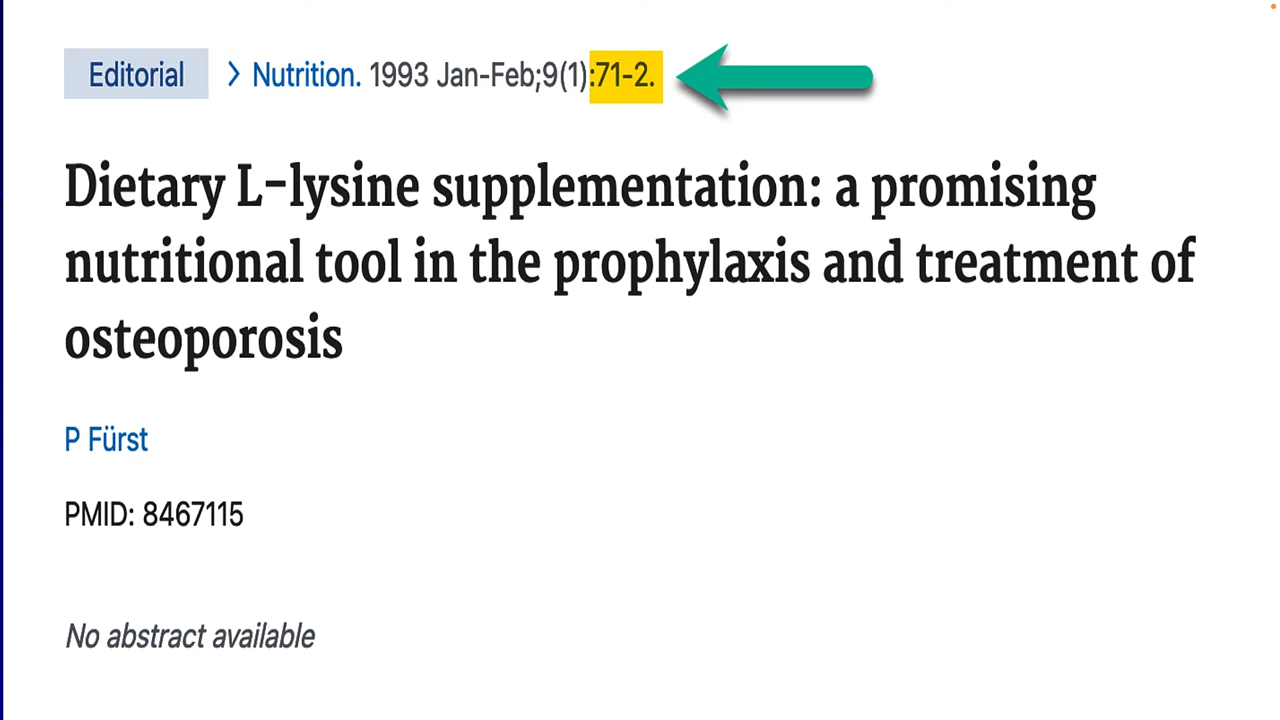 Editorial > Nutrition. 1993 Jan-Feb;9(1):71-2.
Dietary L-lysine supplementation: a promising
nutritional tool in the prophylaxis and treatment of
osteoporosis
P Fürst
PMID: 8467115
No abstract available